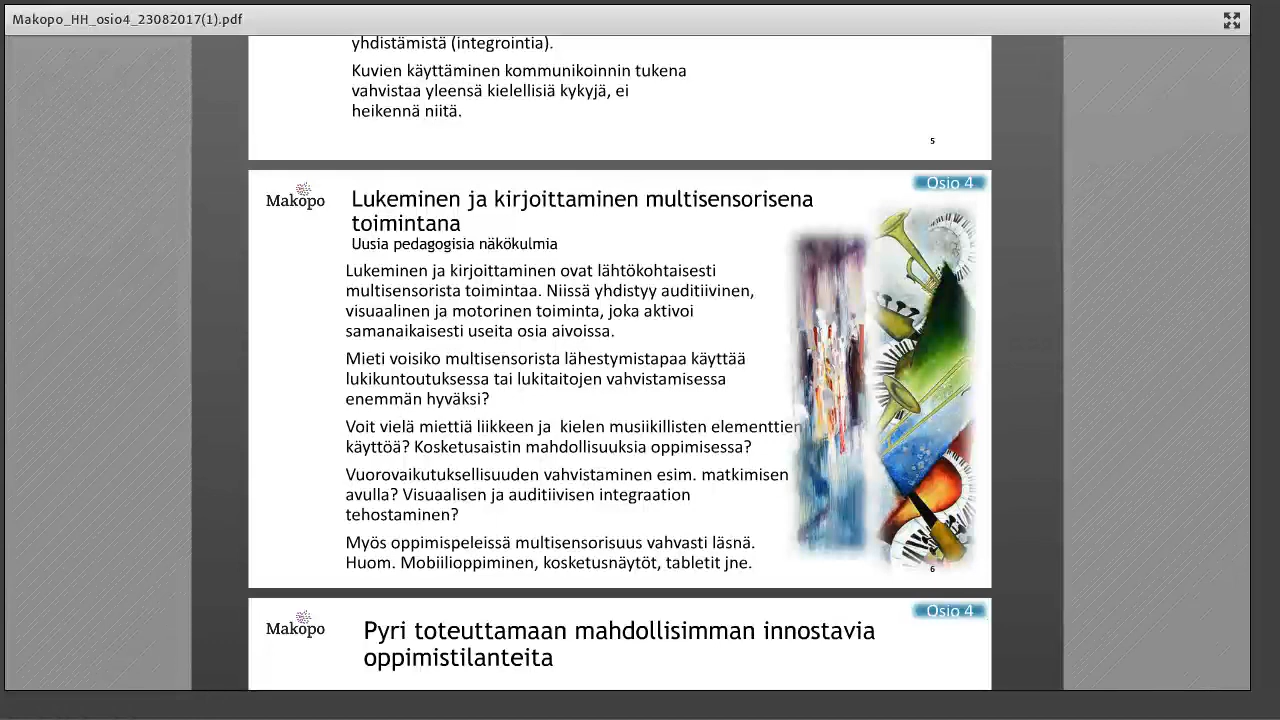 Makopo_HH_osio4_23082017(1).pdf
yhdistämistä (integrointia).
Kuvien käyttäminen kommunikoinnin tukena
vahvistaa yleensä kielellisiä kykyjä, ei
heikennä niitä.
5
Osio 4
Makopo
Lukeminen ja kirjoittaminen multisensorisena
toimintana
Uusia pedagogisia näkökulmia
Lukeminen ja kirjoittaminen ovat lähtökohtaisesti
multisensorista toimintaa. Niissä yhdistyy auditiivinen,
visuaalinen ja motorinen toiminta, joka aktivoi
samanaikaisesti useita osia aivoissa.
Mieti voisiko multisensorista lähestymistapaa käyttää
lukikuntoutuksessa tai lukitaitojen vahvistamisessa
enemmän hyväksi?
Voit vielä miettiä liikkeen ja  kielen musiikillisten elementtien
käyttöä? Kosketusaistin mahdollisuuksia oppimisessa?
Vuorovaikutuksellisuuden vahvistaminen esim. matkimisen
avulla? Visuaalisen ja auditiivisen integraation
tehostaminen?
Myös oppimispeleissä multisensorisuus vahvasti läsnä.
Huom. Mobiilioppiminen, kosketusnäytöt, tabletit jne.
6
Osio 4
Makopo
Pyri toteuttamaan mahdollisimman innostavia
oppimistilanteita